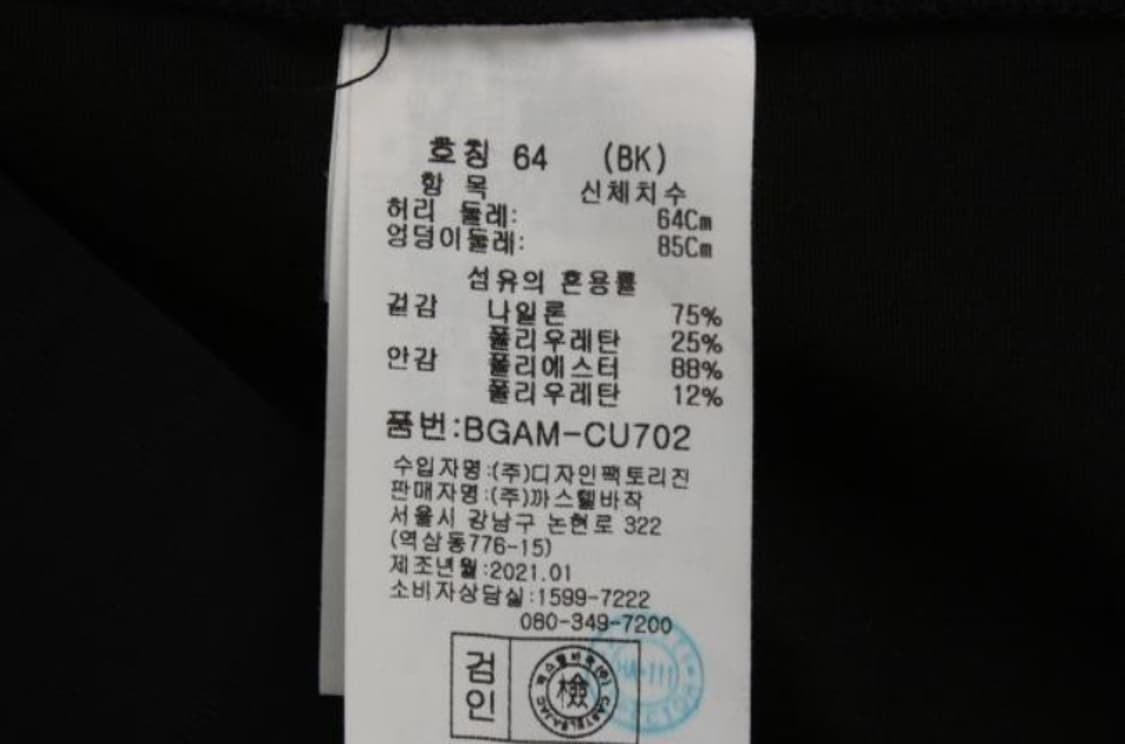 호칭 64 (BK)
항 목 신체치수
허리 둘레: 64Cm
엉덩이둘레: 85Cm
섬유의 혼용률
겉감 나일론 75%
폴리우레탄 25%
안감 폴리에스터 88%
폴리우레탄 12%
품번:BGAM-CU702
수입자명:(주)디자인팩토리진
판매자명:(주)까스텔바작
서울시 강남구 논현로 322
(역삼동776-15)
제조년월:2021.01
소비자상담실:1599-7222
080-349-7200
검인
檢
CASTELBAJAC